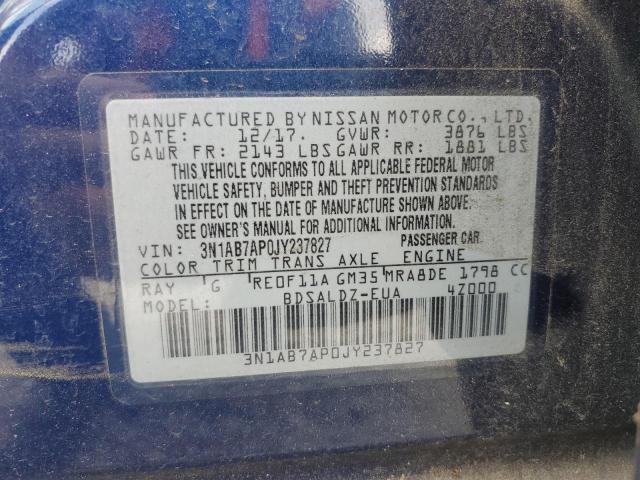 MANUFACTURED BY NISSAN MOTOR CO., LTD.
DATE: 12/17. GVWR: 3876 LBS
GAWR FR: 2143 LBS GAWR RR: 1881 LBS
THIS VEHICLE CONFORMS TO ALL APPLICABLE FEDERAL MOTOR
VEHICLE SAFETY, BUMPER AND THEFT PREVENTION STANDARDS
IN EFFECT ON THE DATE OF MANUFACTURE SHOWN ABOVE.
SEE OWNER'S MANUAL FOR ADDITIONAL INFORMATION.
VIN: 3N1AB7AP0JY237827 PASSENGER CAR
COLOR TRIM TRANS AXLE ENGINE
RAY G RE0F11A GM35 MRA8DE 1798 CC
MODEL: BDSALDZ-EUA 4Z000
3N1AB7AP0JY237827